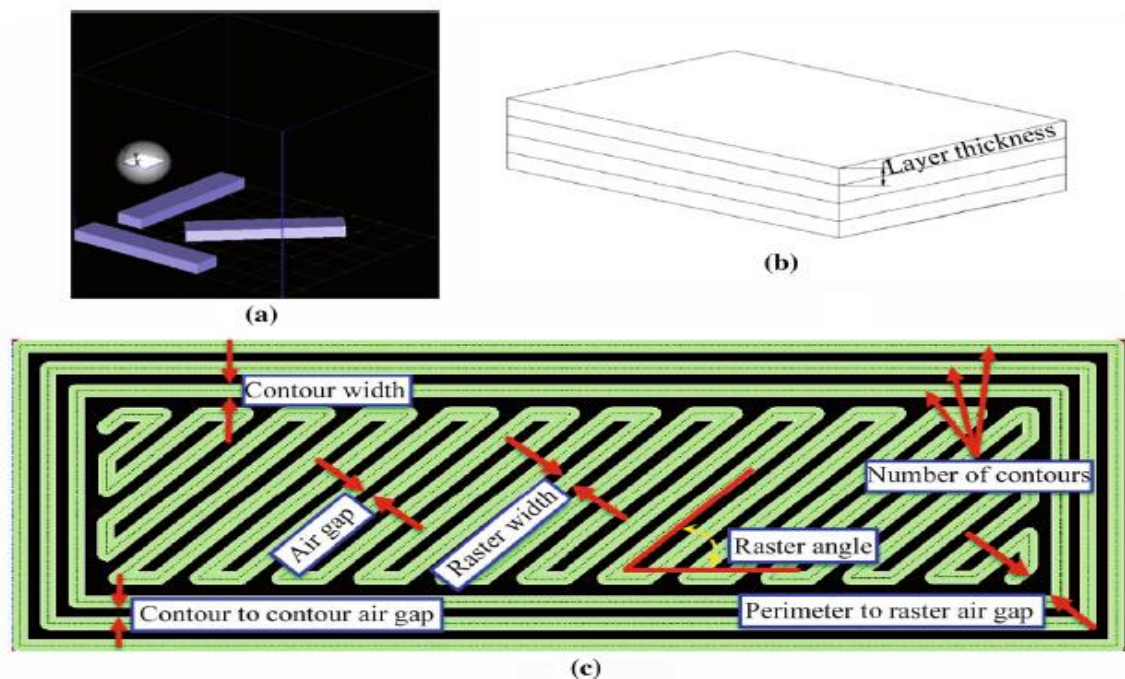 X
(a)
Layer thickness
(b)
Contour width
Number of contours
Air gap
Raster width
Raster angle
Contour to contour air gap
Perimeter to raster air gap
(c)